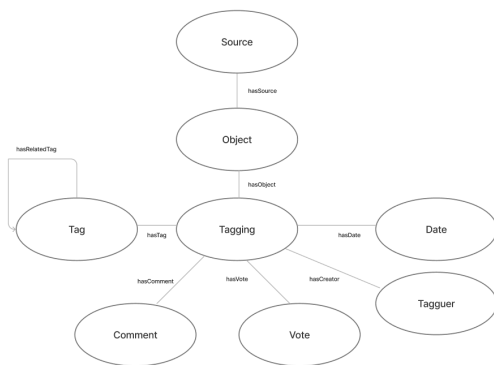 Source
hasSource
Object
hasRelatedTag
hasObject
Tag
hasTag
Tagging
hasDate
Date
hasComment
hasVote
hasCreator
Tagguer
Comment
Vote